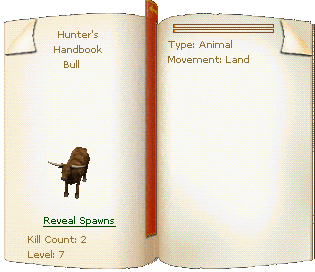 Hunter's
Handbook
Bull
Reveal Spawns
Kill Count: 2
Level: 7
Type: Animal
Movement: Land